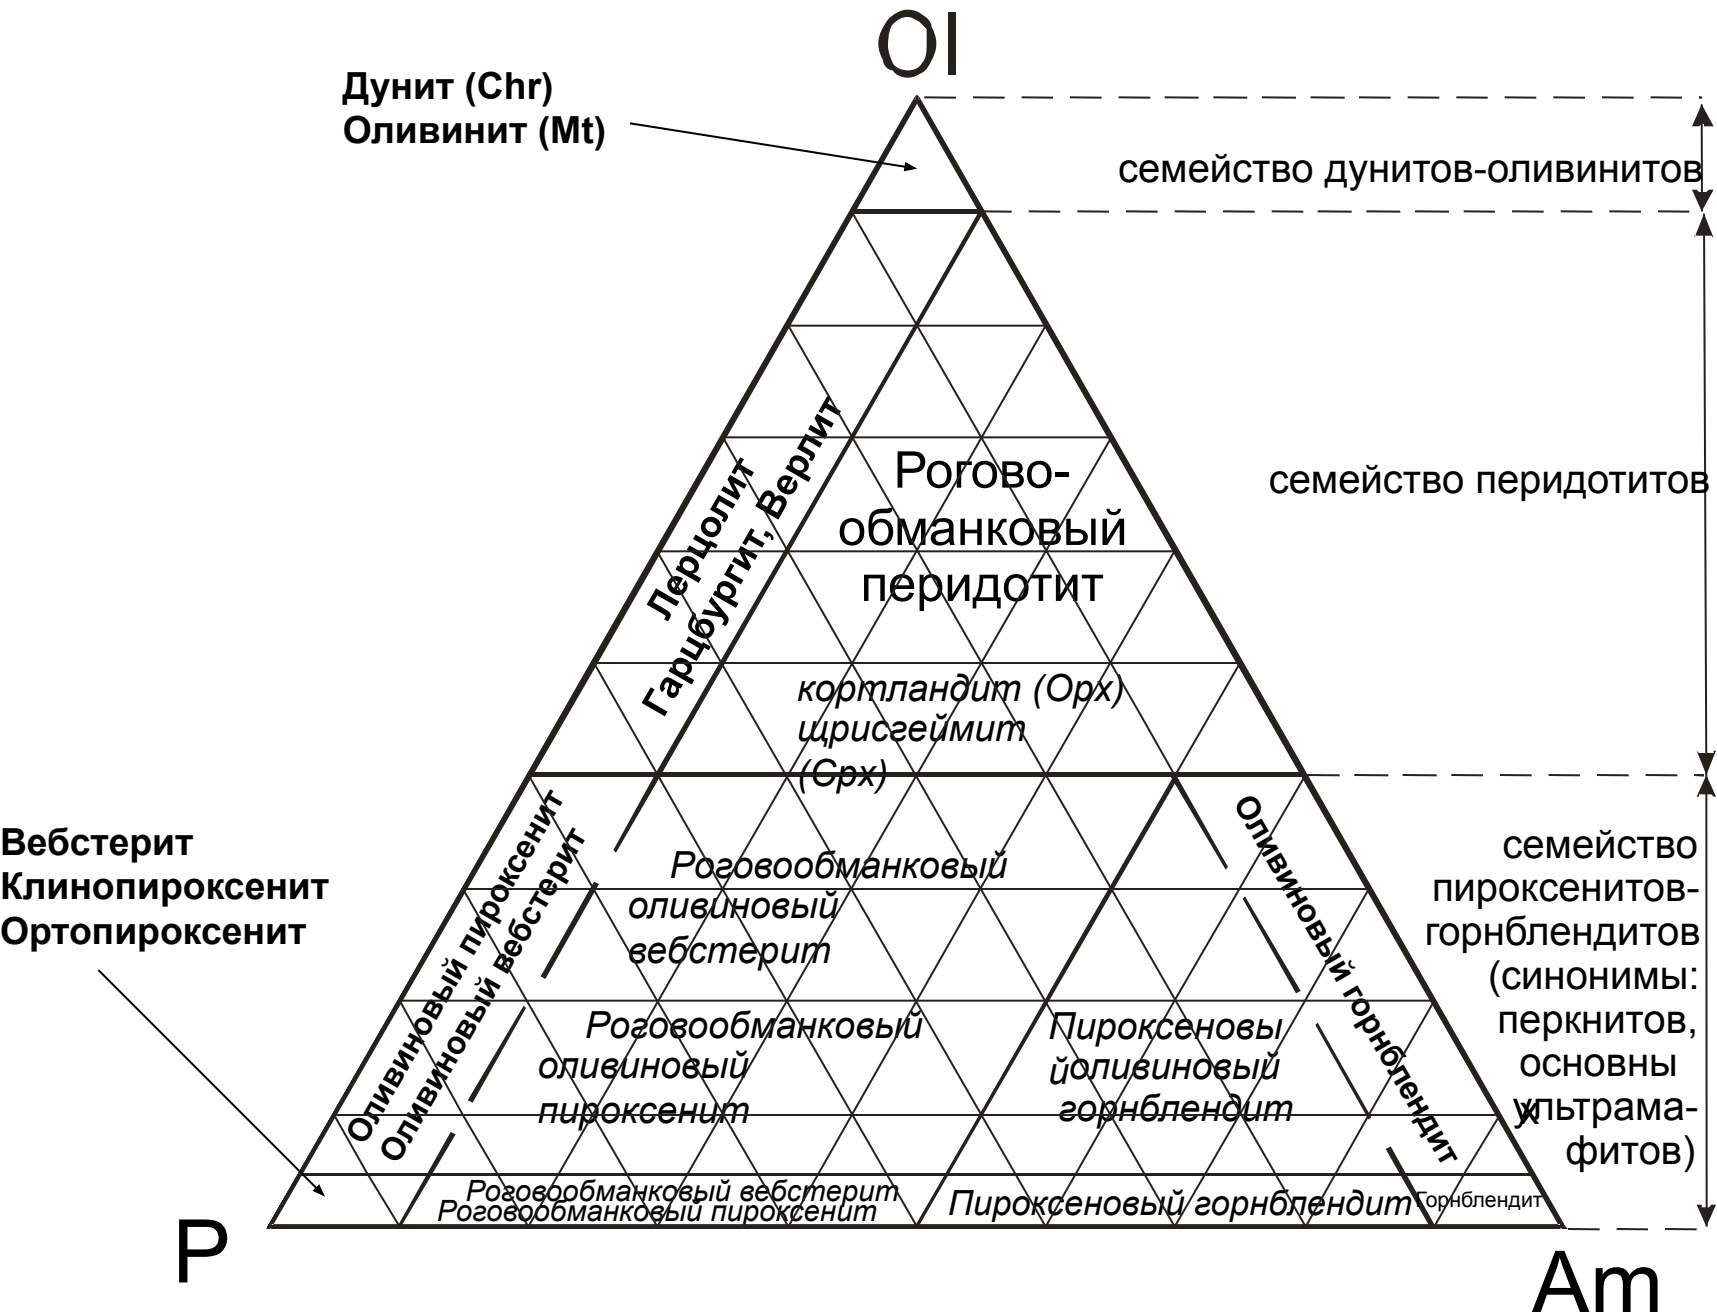 Ol
Дунит (Chr)
Оливинит (Mt)
семейство дунитов-оливинитов
Лерцолит
Гарцбургит, Верлит
Рогово-
обманковый
перидотит
семейство перидотитов
кортландит (Opx)
щрисгеймит
(Cpx)
Вебстерит
Клинопироксенит
Ортопироксенит
Оливиновый пироксенит
Оливиновый вебстерит
Роговообманковый
оливиновый
вебстерит
Роговообманковый
оливиновый
пироксенит
Пироксеновы
йоливиновый
горнблендит
Оливиновый горнблендит
семейство
пироксенитов-
горнблендитов
(синонимы:
перкнитов,
основны
х
ультрама-
фитов)
Роговообманковый вебстерит
Роговообманковый пироксенит
Пироксеновый горнблендит
Горнблендит
P
Am